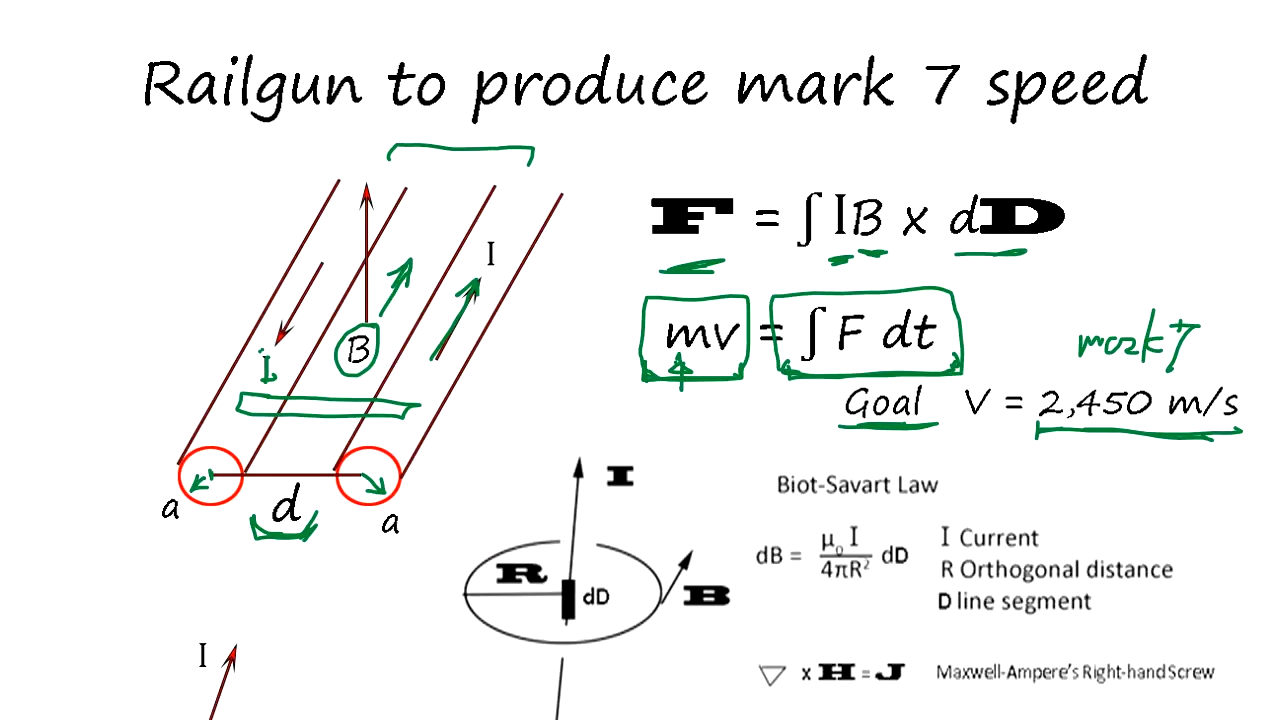 Railgun to produce mark 7 speed
I
F = ∫ IB x dD
B
mv = ∫ F dt
mark 7
I
Goal V = 2,450 m/s
a
d
a
I
Biot-Savart Law
dB = μ₀ I / 4πR² dD
I Current
R
R Orthogonal distance
dD
B
D line segment
I
▽ x H = J
Maxwell-Ampere's Right-hand Screw